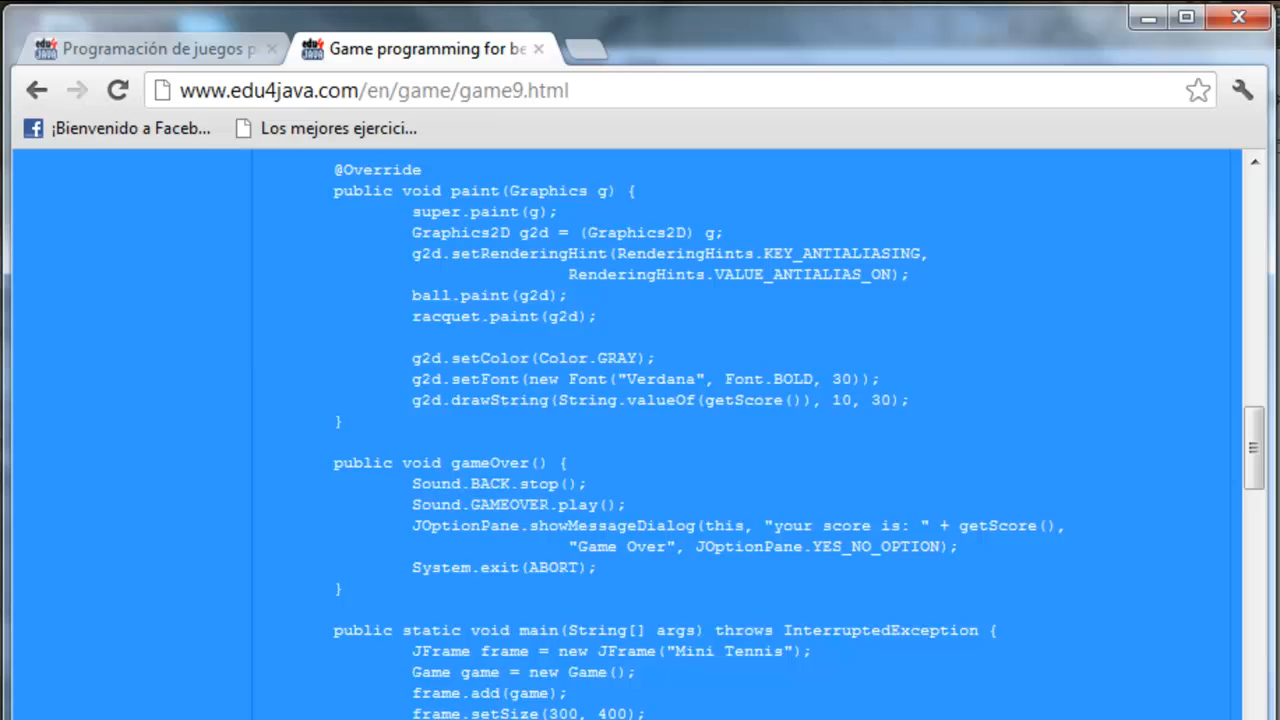 Programación de juegos p
Game programming for be
www.edu4java.com/en/game/game9.html
¡Bienvenido a Faceb...
Los mejores ejercici...
@Override
public void paint(Graphics g) {
super.paint(g);
Graphics2D g2d = (Graphics2D) g;
g2d.setRenderingHint(RenderingHints.KEY_ANTIALIASING,
RenderingHints.VALUE_ANTIALIAS_ON);
ball.paint(g2d);
racquet.paint(g2d);
g2d.setColor(Color.GRAY);
g2d.setFont(new Font("Verdana", Font.BOLD, 30));
g2d.drawString(String.valueOf(getScore()), 10, 30);
}
public void gameOver() {
Sound.BACK.stop();
Sound.GAMEOVER.play();
JOptionPane.showMessageDialog(this, "your score is: " + getScore(),
"Game Over", JOptionPane.YES_NO_OPTION);
System.exit(ABORT);
}
public static void main(String[] args) throws InterruptedException {
JFrame frame = new JFrame("Mini Tennis");
Game game = new Game();
frame.add(game);
frame.setSize(300, 400);